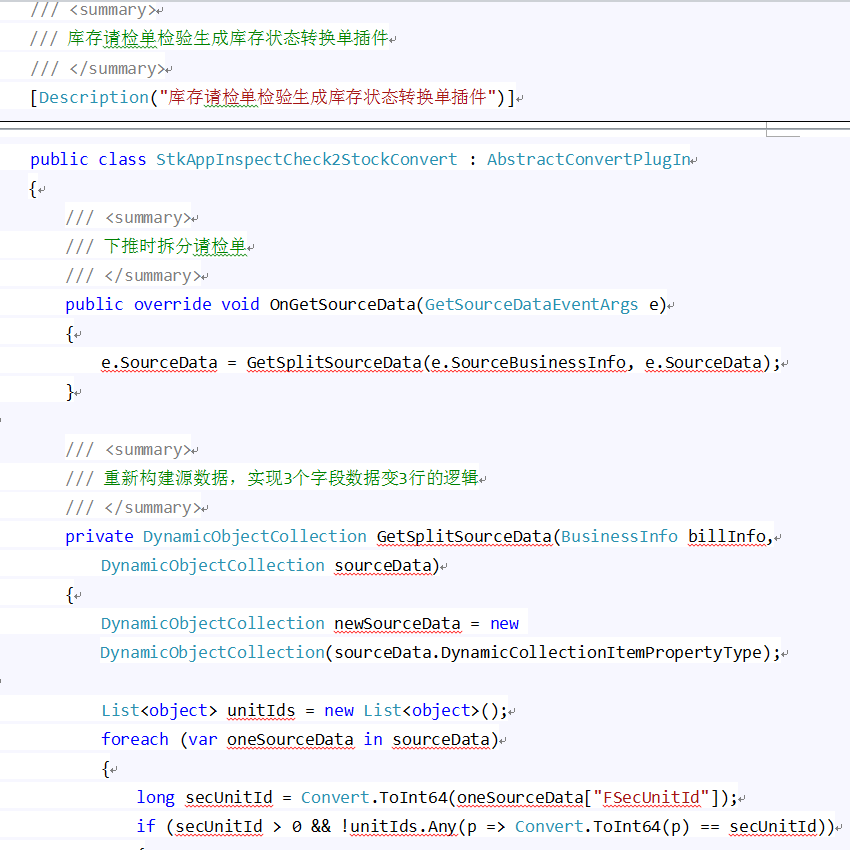 /// <summary>
/// 库存请检单检验生成库存状态转换单插件
/// </summary>
[Description("库存请检单检验生成库存状态转换单插件")]
public class StkAppInspectCheck2StockConvert : AbstractConvertPlugIn
{
/// <summary>
/// 下推时拆分请检单
/// </summary>
public override void OnGetSourceData(GetSourceDataEventArgs e)
{
e.SourceData = GetSplitSourceData(e.SourceBusinessInfo, e.SourceData);
}
/// <summary>
/// 重新构建源数据，实现3个字段数据变3行的逻辑
/// </summary>
private DynamicObjectCollection GetSplitSourceData(BusinessInfo billInfo,
DynamicObjectCollection sourceData)
{
DynamicObjectCollection newSourceData = new
DynamicObjectCollection(sourceData.DynamicCollectionItemPropertyType);
List<object> unitIds = new List<object>();
foreach (var oneSourceData in sourceData)
{
long secUnitId = Convert.ToInt64(oneSourceData["FSecUnitId"]);
if (secUnitId > 0 && !unitIds.Any(p => Convert.ToInt64(p) == secUnitId))